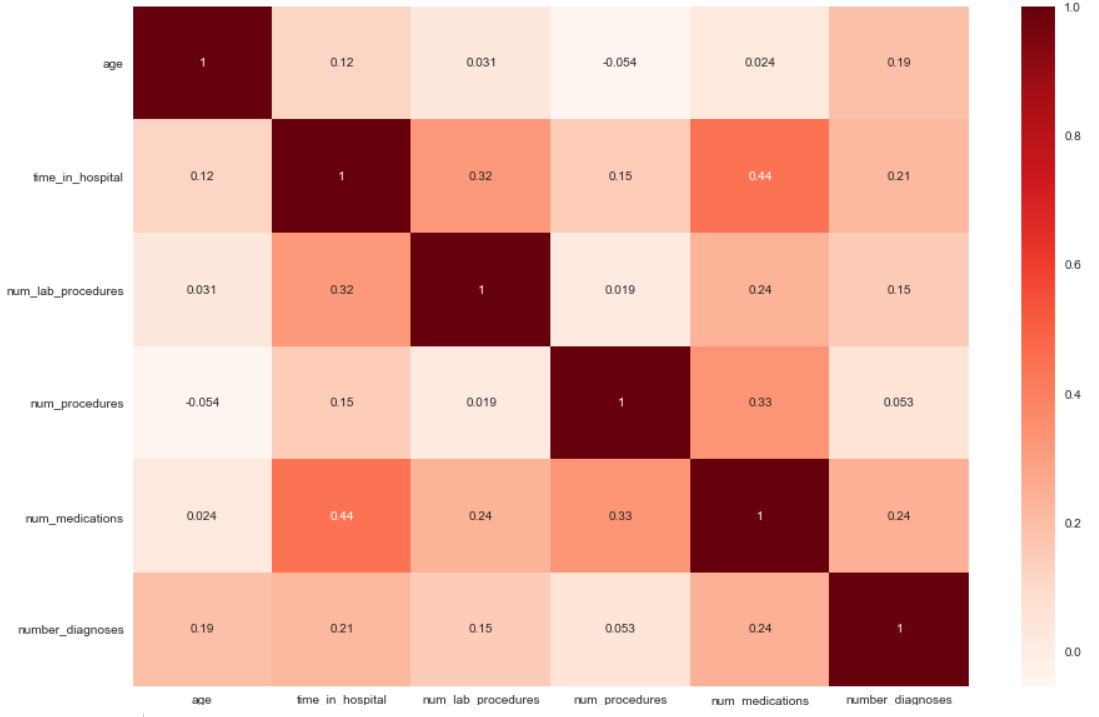 1.0
age 1 0.12 0.031 -0.054 0.024 0.19
0.8
time_in_hospital 0.12 1 0.32 0.15 0.44 0.21
0.6
num_lab_procedures 0.031 0.32 1 0.019 0.24 0.15
0.4
num_procedures -0.054 0.15 0.019 1 0.33 0.053
num_medications 0.024 0.44 0.24 0.33 1 0.24
0.2
number_diagnoses 0.19 0.21 0.15 0.053 0.24 1
0.0
age time_in_hospital num_lab_procedures num_procedures num_medications number_diagnoses